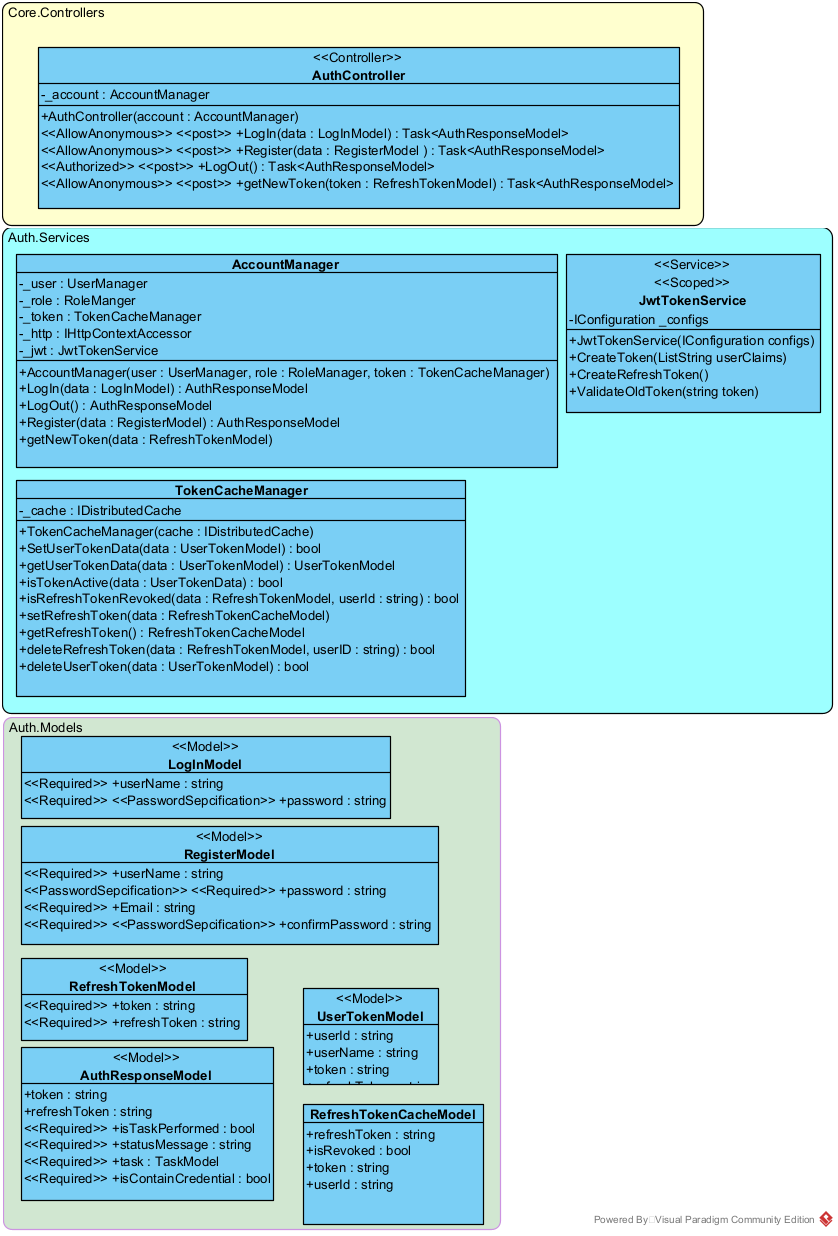 Core.Controllers
<<Controller>>
AuthController
-_account : AccountManager
+AuthController(account : AccountManager)
<<AllowAnonymous>> <<post>> +LogIn(data : LogInModel) : Task<AuthResponseModel>
<<AllowAnonymous>> <<post>> +Register(data : RegisterModel ) : Task<AuthResponseModel>
<<Authorized>> <<post>> +LogOut() : Task<AuthResponseModel>
<<AllowAnonymous>> <<post>> +getNewToken(token : RefreshTokenModel) : Task<AuthResponseModel>
Auth.Services
AccountManager
-_user : UserManager
-_role : RoleManger
-_token : TokenCacheManager
-_http : IHttpContextAccessor
-_jwt : JwtTokenService
+AccountManager(user : UserManager, role : RoleManager, token : TokenCacheManager)
+LogIn(data : LogInModel) : AuthResponseModel
+LogOut() : AuthResponseModel
+Register(data : RegisterModel) : AuthResponseModel
+getNewToken(data : RefreshTokenModel)
<<Service>>
<<Scoped>>
JwtTokenService
-IConfiguration _configs
+JwtTokenService(IConfiguration configs)
+CreateToken(ListString userClaims)
+CreateRefreshToken()
+ValidateOldToken(string token)
TokenCacheManager
-_cache : IDistributedCache
+TokenCacheManager(cache : IDistributedCache)
+SetUserTokenData(data : UserTokenModel) : bool
+getUserTokenData(data : UserTokenModel) : UserTokenModel
+isTokenActive(data : UserTokenData) : bool
+isRefreshTokenRevoked(data : RefreshTokenModel, userId : string) : bool
+setRefreshToken(data : RefreshTokenCacheModel)
+getRefreshToken() : RefreshTokenCacheModel
+deleteRefreshToken(data : RefreshTokenModel, userID : string) : bool
+deleteUserToken(data : UserTokenModel) : bool
Auth.Models
<<Model>>
LogInModel
<<Required>> +userName : string
<<Required>> <<PasswordSepcification>> +password : string
<<Model>>
RegisterModel
<<Required>> +userName : string
<<PasswordSepcification>> <<Required>> +password : string
<<Required>> +Email : string
<<Required>> <<PasswordSepcification>> +confirmPassword : string
<<Model>>
RefreshTokenModel
<<Required>> +token : string
<<Required>> +refreshToken : string
<<Model>>
UserTokenModel
+userId : string
+userName : string
+token : string
<<Model>>
AuthResponseModel
+token : string
+refreshToken : string
<<Required>> +isTaskPerformed : bool
<<Required>> +statusMessage : string
<<Required>> +task : TaskModel
<<Required>> +isContainCredential : bool
RefreshTokenCacheModel
+refreshToken : string
+isRevoked : bool
+token : string
+userId : string
Powered By Visual Paradigm Community Edition